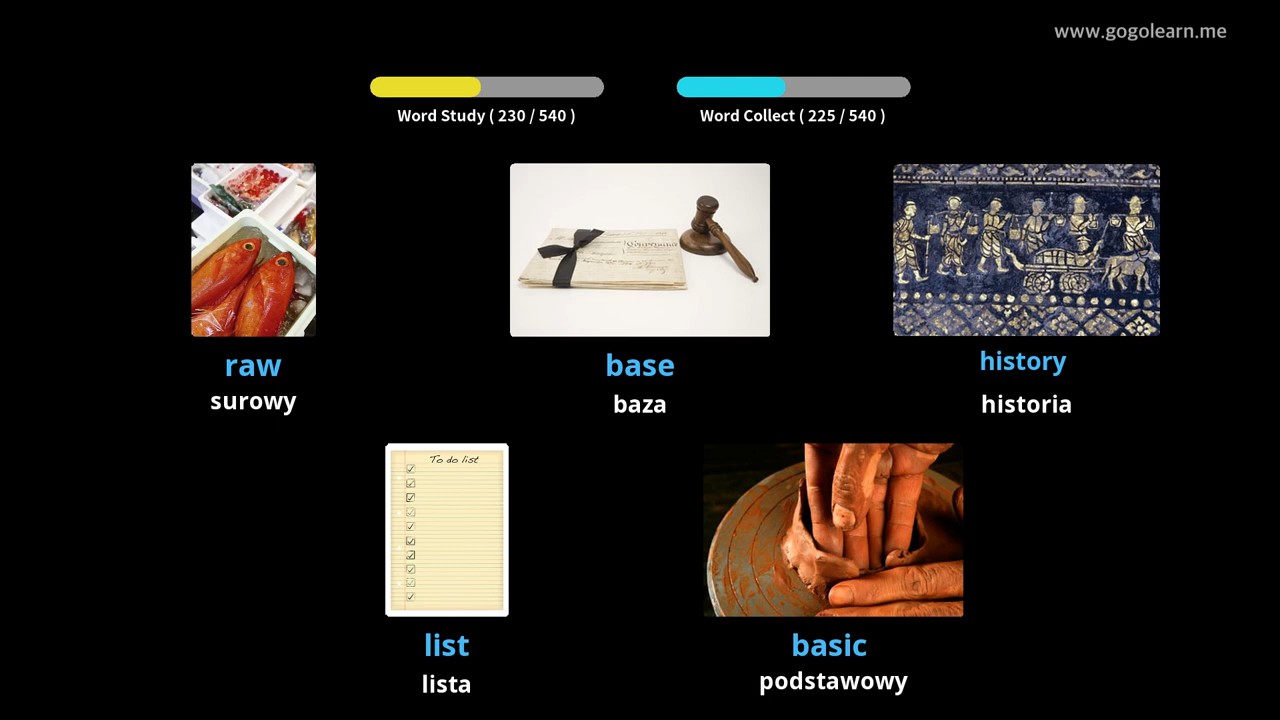 www.gogolearn.me
Word Study ( 230 / 540 )
Word Collect ( 225 / 540 )
raw
surowy
base
baza
history
historia
To do list
list
lista
basic
podstawowy